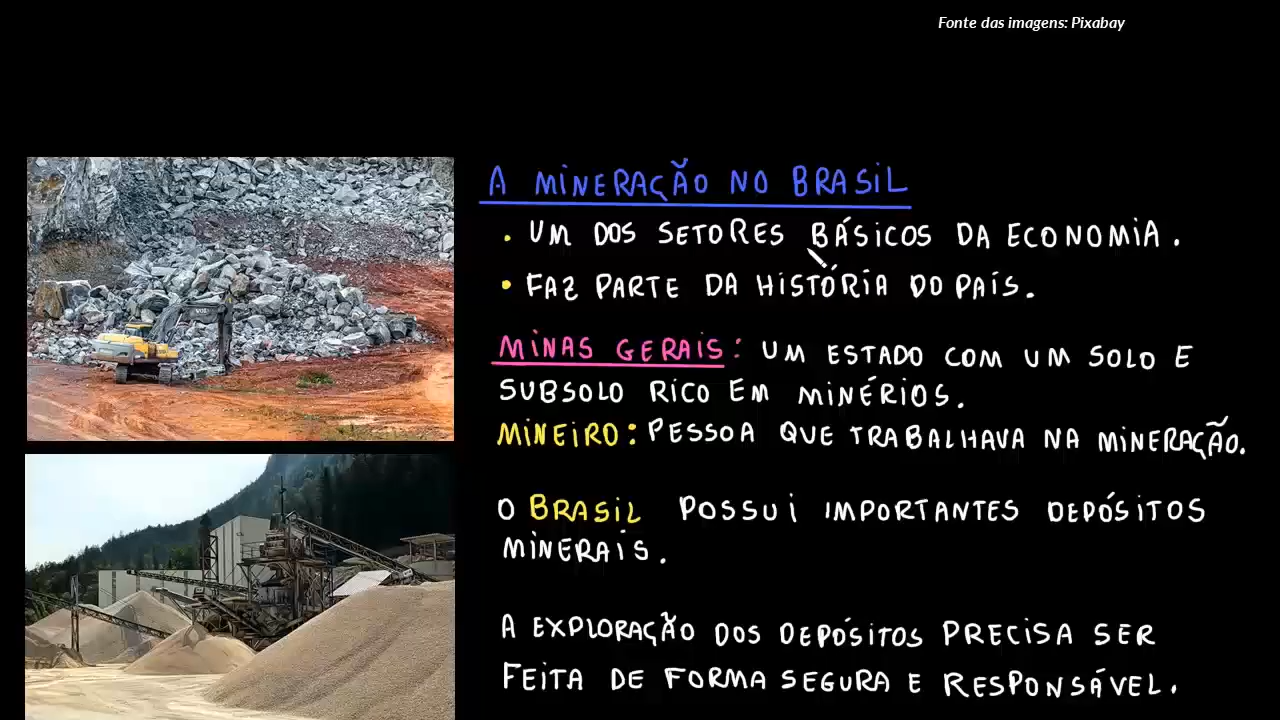 Fonte das imagens: Pixabay
A MINERAÇÃO NO BRASIL
• UM DOS SETORES BÁSICOS DA ECONOMIA.
• FAZ PARTE DA HISTÓRIA DO PAÍS.
MINAS GERAIS: UM ESTADO COM UM SOLO E
SUBSOLO RICO EM MINÉRIOS.
MINEIRO: PESSOA QUE TRABALHAVA NA MINERAÇÃO.
O BRASIL POSSUI IMPORTANTES DEPÓSITOS
MINERAIS.
A EXPLORAÇÃO DOS DEPÓSITOS PRECISA SER
FEITA DE FORMA SEGURA E RESPONSÁVEL.